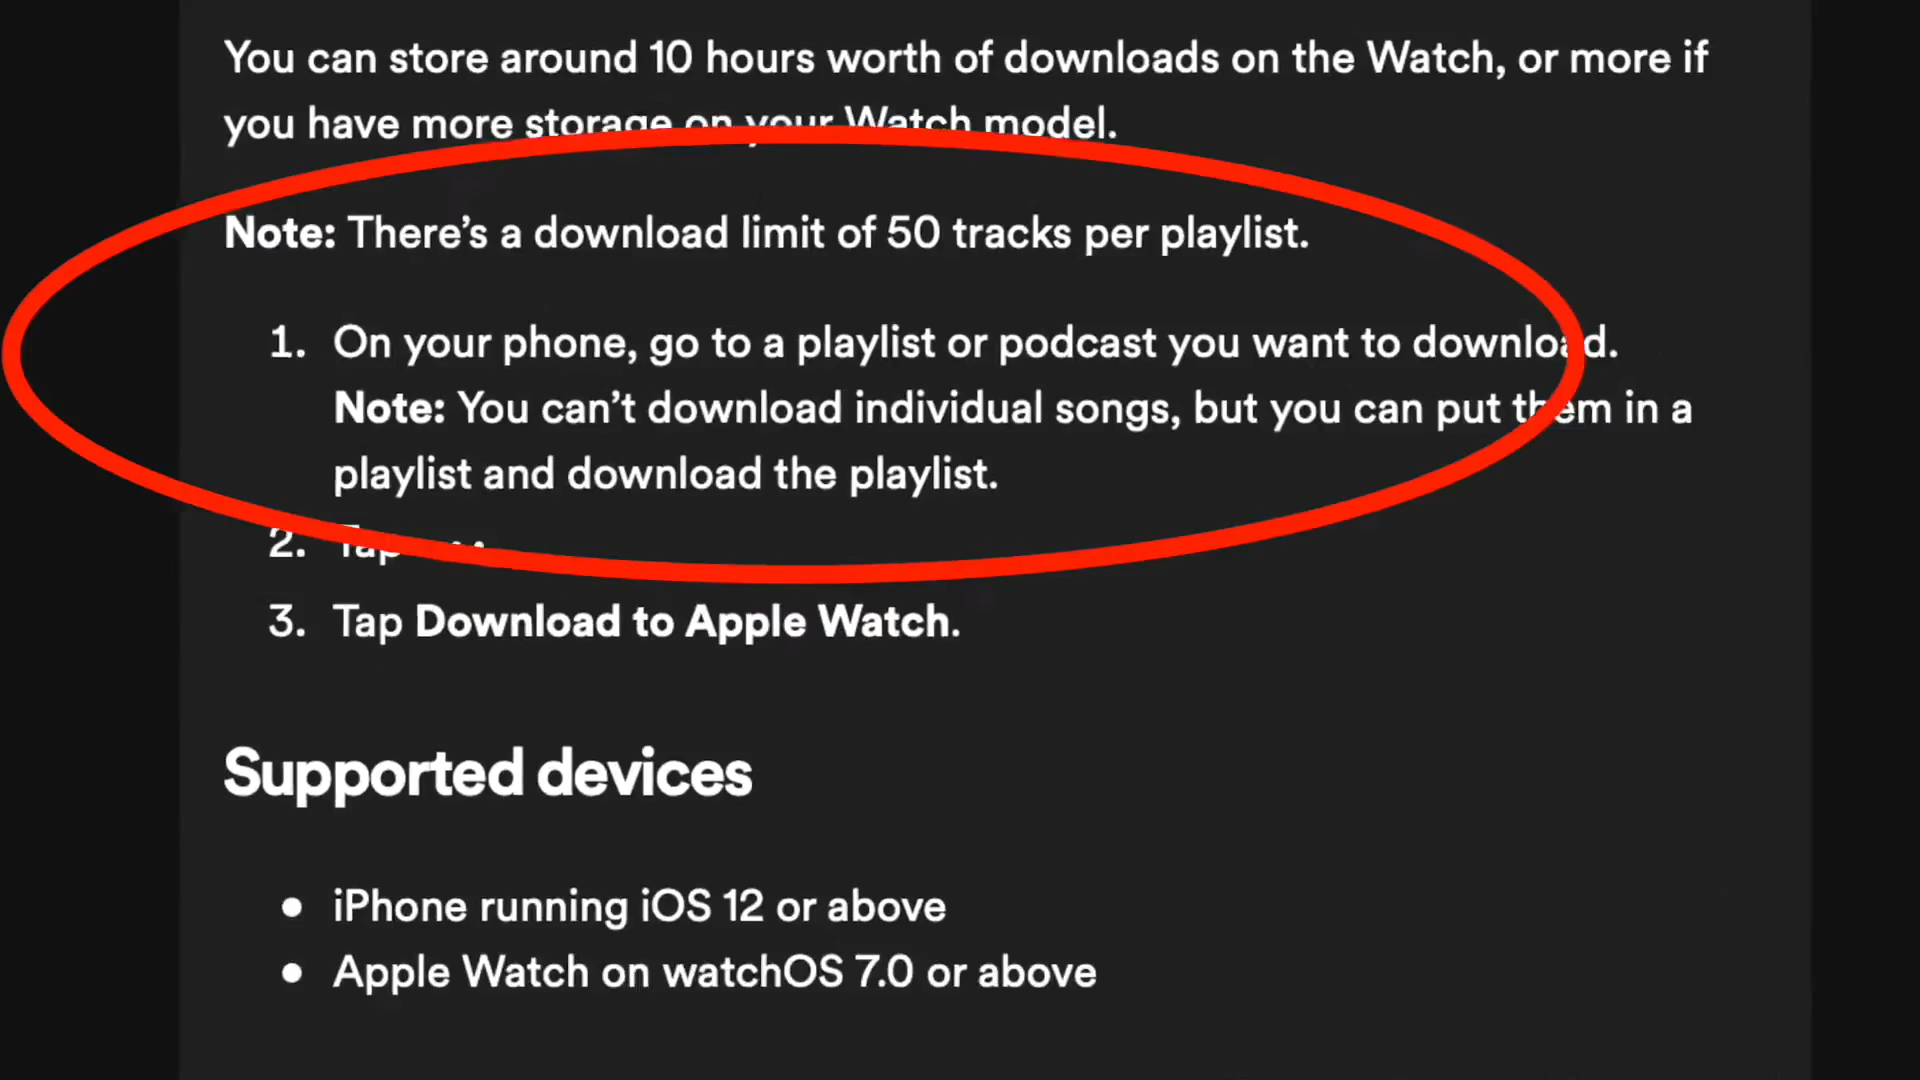 You can store around 10 hours worth of downloads on the Watch, or more if
you have more storage on your Watch model.
Note: There’s a download limit of 50 tracks per playlist.
1. On your phone, go to a playlist or podcast you want to download.
Note: You can’t download individual songs, but you can put them in a
playlist and download the playlist.
2. Tap
3. Tap Download to Apple Watch.
Supported devices
● iPhone running iOS 12 or above
● Apple Watch on watchOS 7.0 or above